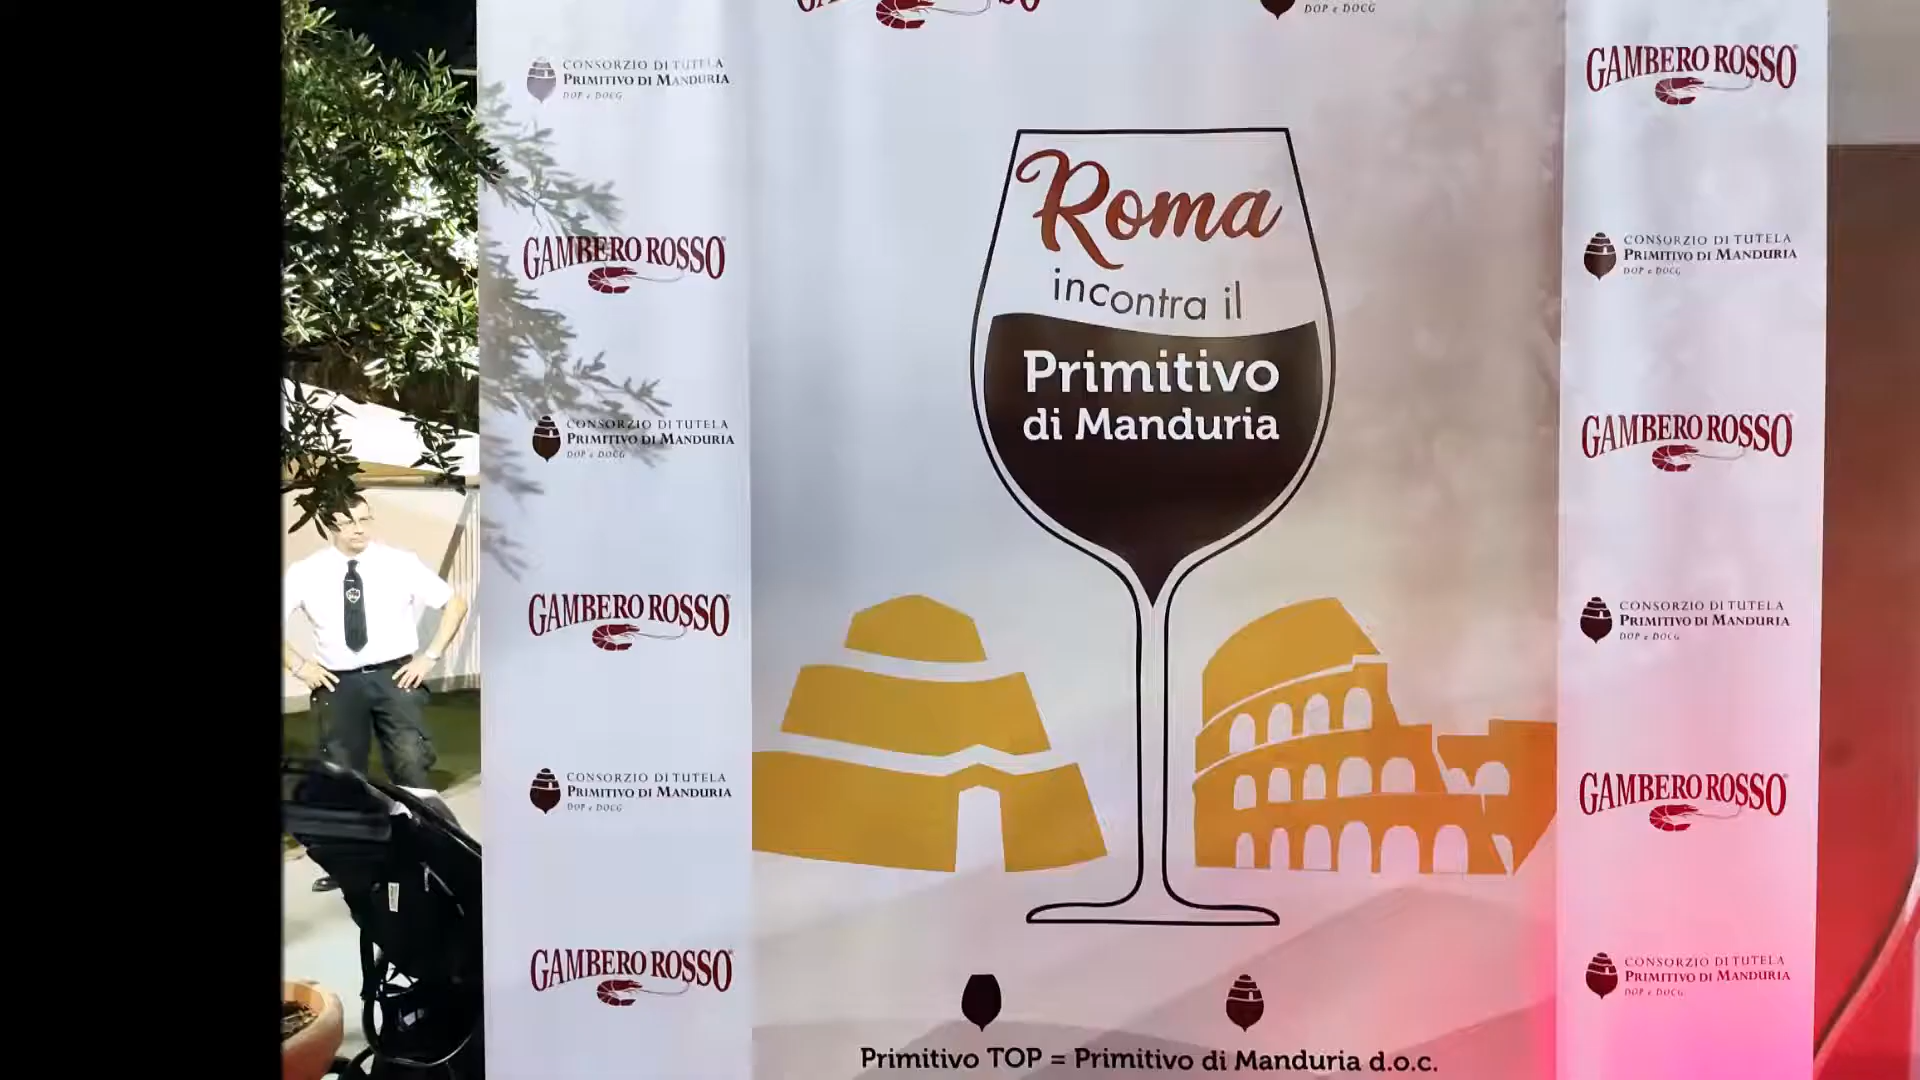 DOP e DOCG
CONSORZIO DI TUTELA
PRIMITIVO DI MANDURIA
DOP e DOCG
GAMBERO ROSSO
CONSORZIO DI TUTELA
PRIMITIVO DI MANDURIA
DOP e DOCG
GAMBERO ROSSO
CONSORZIO DI TUTELA
PRIMITIVO DI MANDURIA
DOP e DOCG
GAMBERO ROSSO
Roma
incontra il
Primitivo
di Manduria
Primitivo TOP = Primitivo di Manduria d.o.c.
GAMBERO ROSSO
CONSORZIO DI TUTELA
PRIMITIVO DI MANDURIA
DOP e DOCG
GAMBERO ROSSO
CONSORZIO DI TUTELA
PRIMITIVO DI MANDURIA
DOP e DOCG
GAMBERO ROSSO
CONSORZIO DI TUTELA
PRIMITIVO DI MANDURIA
DOP e DOCG